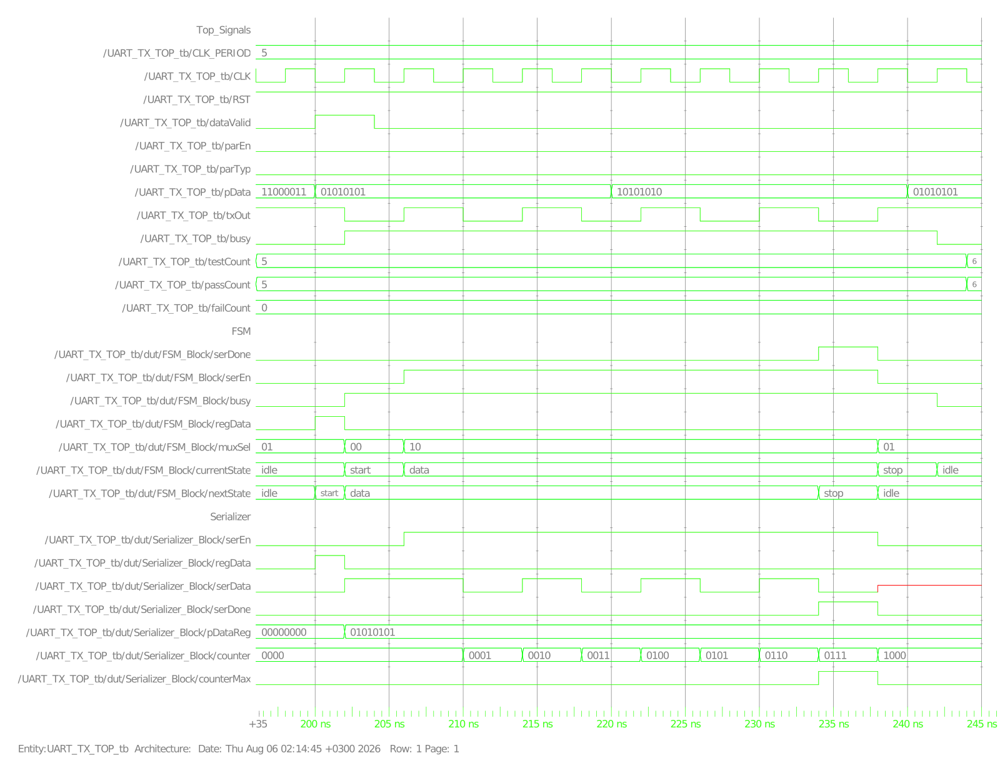 Top_Signals
/UART_TX_TOP_tb/CLK_PERIOD 5
/UART_TX_TOP_tb/CLK
/UART_TX_TOP_tb/RST
/UART_TX_TOP_tb/dataValid
/UART_TX_TOP_tb/parEn
/UART_TX_TOP_tb/parTyp
/UART_TX_TOP_tb/pData 11000011 01010101 10101010 01010101
/UART_TX_TOP_tb/txOut
/UART_TX_TOP_tb/busy
/UART_TX_TOP_tb/testCount 5 6
/UART_TX_TOP_tb/passCount 5 6
/UART_TX_TOP_tb/failCount 0
FSM
/UART_TX_TOP_tb/dut/FSM_Block/serDone
/UART_TX_TOP_tb/dut/FSM_Block/serEn
/UART_TX_TOP_tb/dut/FSM_Block/busy
/UART_TX_TOP_tb/dut/FSM_Block/regData
/UART_TX_TOP_tb/dut/FSM_Block/muxSel 01 00 10 01
/UART_TX_TOP_tb/dut/FSM_Block/currentState idle start data stop idle
/UART_TX_TOP_tb/dut/FSM_Block/nextState idle start data stop idle
Serializer
/UART_TX_TOP_tb/dut/Serializer_Block/serEn
/UART_TX_TOP_tb/dut/Serializer_Block/regData
/UART_TX_TOP_tb/dut/Serializer_Block/serData
/UART_TX_TOP_tb/dut/Serializer_Block/serDone
/UART_TX_TOP_tb/dut/Serializer_Block/pDataReg 00000000 01010101
/UART_TX_TOP_tb/dut/Serializer_Block/counter 0000 0001 0010 0011 0100 0101 0110 0111 1000
/UART_TX_TOP_tb/dut/Serializer_Block/counterMax
+35 200 ns 205 ns 210 ns 215 ns 220 ns 225 ns 230 ns 235 ns 240 ns 245 ns
Entity:UART_TX_TOP_tb Architecture: Date: Thu Aug 06 02:14:45 +0300 2026 Row: 1 Page: 1